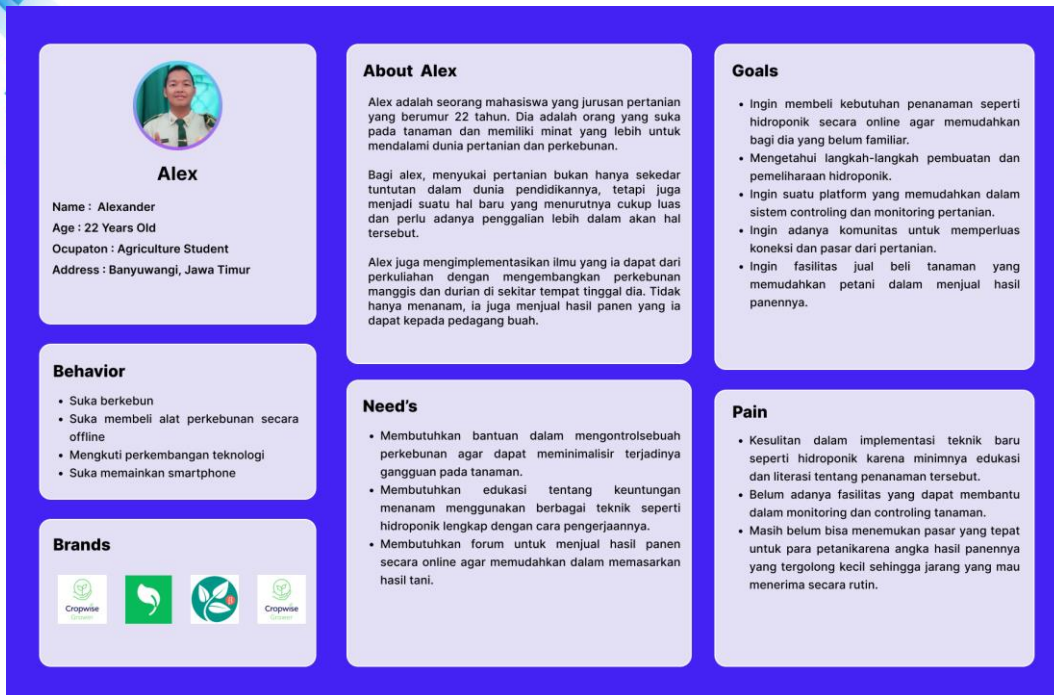 Alex
Name : Alexander
Age : 22 Years Old
Ocupaton : Agriculture Student
Address : Banyuwangi, Jawa Timur
Behavior
• Suka berkebun
• Suka membeli alat perkebunan secara
offline
• Mengkuti perkembangan teknologi
• Suka memainkan smartphone
Brands
Cropwise
Grower
Cropwise
Grower
About Alex
Alex adalah seorang mahasiswa yang jurusan pertanian
yang berumur 22 tahun. Dia adalah orang yang suka
pada tanaman dan memiliki minat yang lebih untuk
mendalami dunia pertanian dan perkebunan.
Bagi alex, menyukai pertanian bukan hanya sekedar
tuntutan dalam dunia pendidikannya, tetapi juga
menjadi suatu hal baru yang menurutnya cukup luas
dan perlu adanya penggalian lebih dalam akan hal
tersebut.
Alex juga mengimplementasikan ilmu yang ia dapat dari
perkuliahan dengan mengembangkan perkebunan
manggis dan durian di sekitar tempat tinggal dia. Tidak
hanya menanam, ia juga menjual hasil panen yang ia
dapat kepada pedagang buah.
Need's
• Membutuhkan bantuan dalam mengontrolsebuah
perkebunan agar dapat meminimalisir terjadinya
gangguan pada tanaman.
• Membutuhkan edukasi tentang keuntungan
menanam menggunakan berbagai teknik seperti
hidroponik lengkap dengan cara pengerjaannya.
• Membutuhkan forum untuk menjual hasil panen
secara online agar memudahkan dalam memasarkan
hasil tani.
Goals
• Ingin membeli kebutuhan penanaman seperti
hidroponik secara online agar memudahkan
bagi dia yang belum familiar.
• Mengetahui langkah-langkah pembuatan dan
pemeliharaan hidroponik.
• Ingin suatu platform yang memudahkan dalam
sistem controling dan monitoring pertanian.
• Ingin adanya komunitas untuk memperluas
koneksi dan pasar dari pertanian.
• Ingin fasilitas jual beli tanaman yang
memudahkan petani dalam menjual hasil
panennya.
Pain
• Kesulitan dalam implementasi teknik baru
seperti hidroponik karena minimnya edukasi
dan literasi tentang penanaman tersebut.
• Belum adanya fasilitas yang dapat membantu
dalam monitoring dan controling tanaman.
• Masih belum bisa menemukan pasar yang tepat
untuk para petanikarena angka hasil panennya
yang tergolong kecil sehingga jarang yang mau
menerima secara rutin.